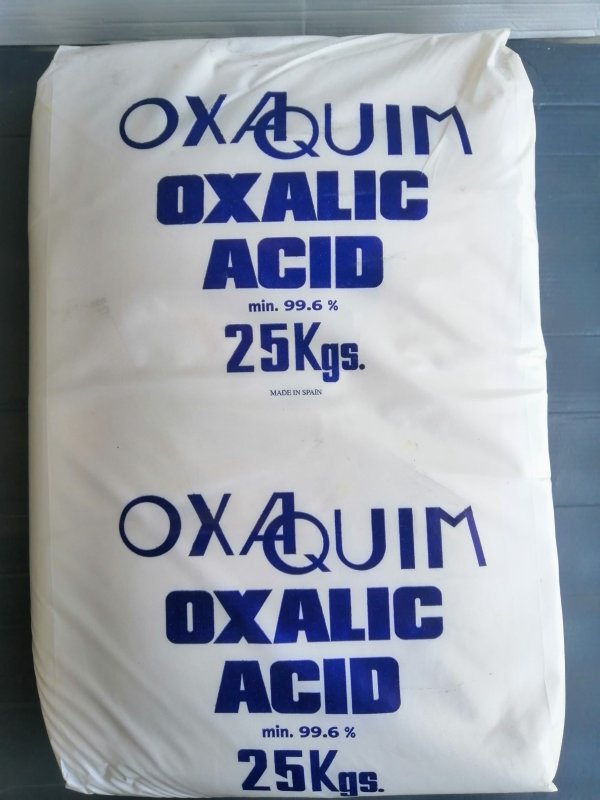 OXAQUIM
OXALIC
ACID
min. 99.6 %
25Kgs.
MADE IN SPAIN
OXAQUIM
OXALIC
ACID
min. 99.6 %
25Kgs.